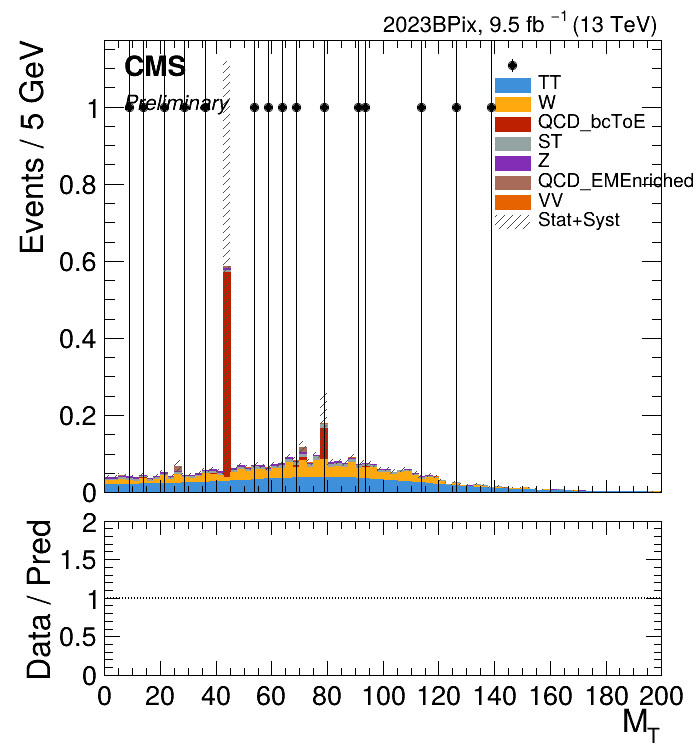 2023BPix, 9.5 fb⁻¹ (13 TeV)
CMS
Preliminary
TT
W
QCD_bcToE
ST
Z
QCD_EMEnriched
VV
Stat+Syst
Events / 5 GeV
1
0.8
0.6
0.4
0.2
0
Data / Pred
2
1.5
1
0.5
0
0 20 40 60 80 100 120 140 160 180 200
M_T